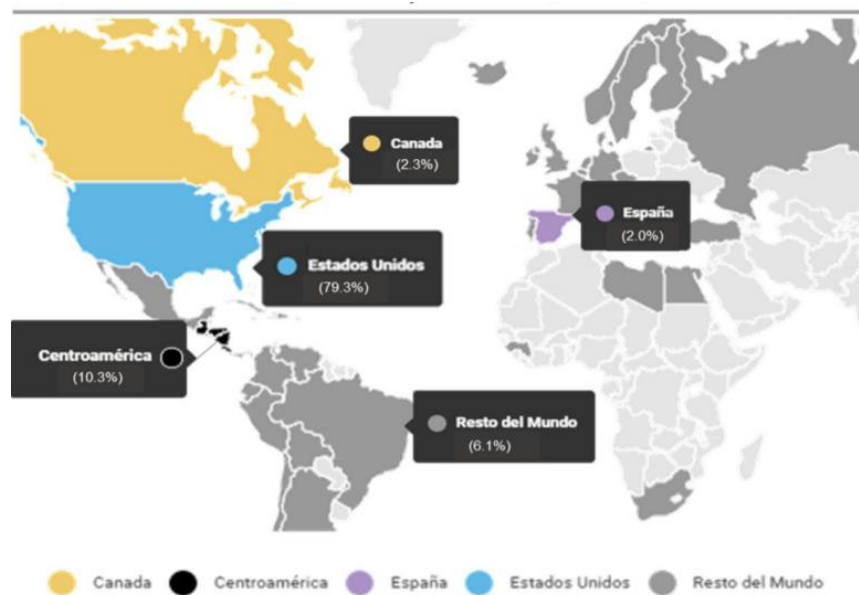 Canada
(2.3%)
España
(2.0%)
Estados Unidos
(79.3%)
Centroamérica
(10.3%)
Resto del Mundo
(6.1%)
Canada Centroamérica España Estados Unidos Resto del Mundo